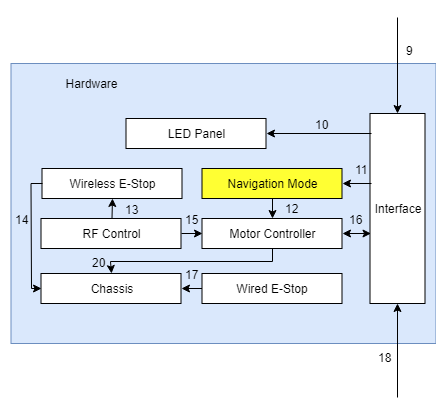 9
Hardware
10
LED Panel
11
Wireless E-Stop
Navigation Mode
13
12
Interface
14
15
16
RF Control
Motor Controller
20
17
Chassis
Wired E-Stop
18